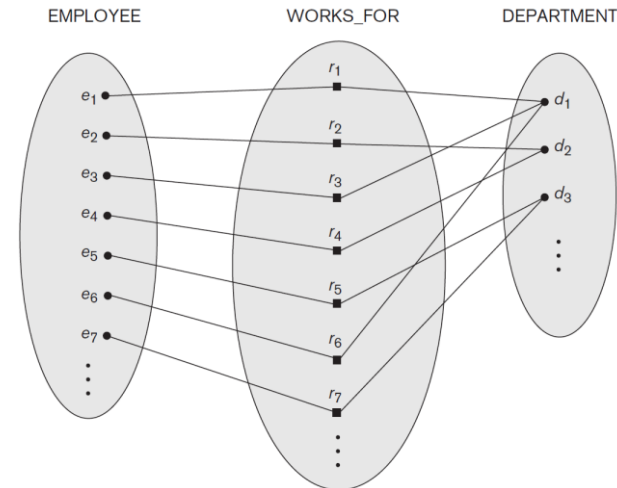 EMPLOYEE
WORKS_FOR
DEPARTMENT
e1
e2
e3
e4
e5
e6
e7
r1
r2
r3
r4
r5
r6
r7
d1
d2
d3